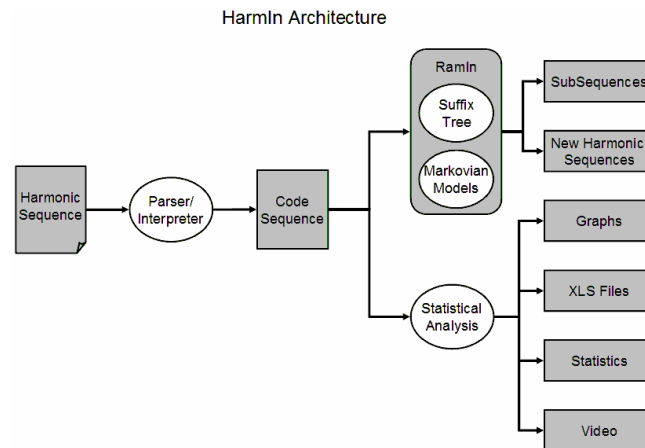 HarmIn Architecture
Harmonic
Sequence
Parser/
Interpreter
Code
Sequence
RamIn
Suffix
Tree
Markovian
Models
Statistical
Analysis
SubSequences
New Harmonic
Sequences
Graphs
XLS Files
Statistics
Video